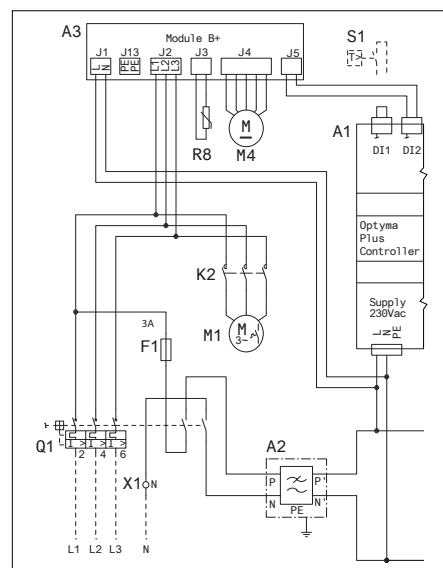 A3
Module B+
S1
J1
J13
J2
J3
J4
J5
L
N
PE
PE
L1
L2
L3
T>
R8
M
M4
A1
DI1
DI2
Optyma
Plus
Controller
K2
Supply
230Vac
L
N
PE
3A
F1
M1
M
3~
Q1
I >
I >
I >
2
4
6
A2
X1
N
P
P'
N
N'
PE
L1
L2
L3
N